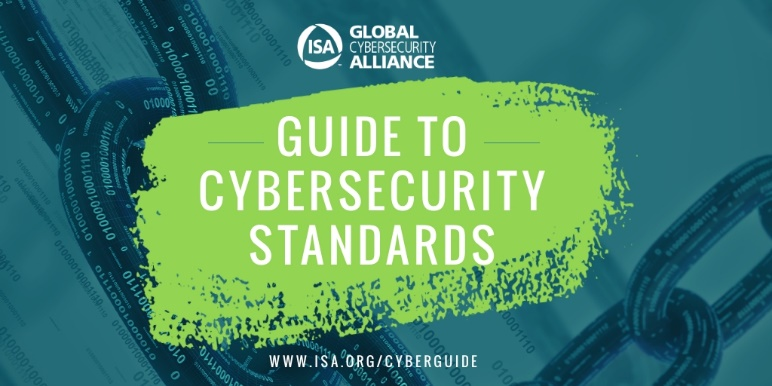 ISA GLOBAL
CYBERSECURITY
ALLIANCE
GUIDE TO
CYBERSECURITY
STANDARDS
WWW.ISA.ORG/CYBERGUIDE